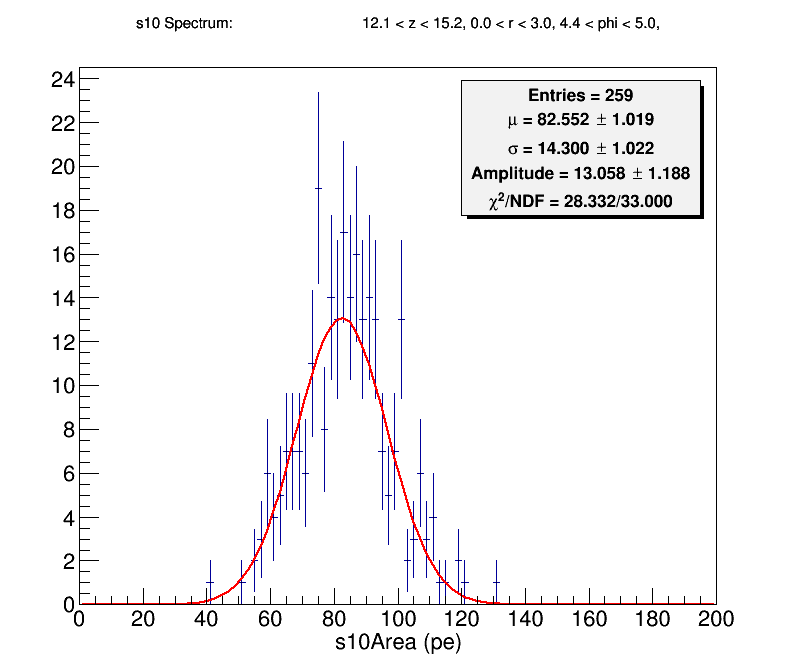 s10 Spectrum: 12.1 < z < 15.2, 0.0 < r < 3.0, 4.4 < phi < 5.0,
Entries = 259
μ = 82.552 ± 1.019
σ = 14.300 ± 1.022
Amplitude = 13.058 ± 1.188
χ²/NDF = 28.332/33.000
24
22
20
18
16
14
12
10
8
6
4
2
0
0 20 40 60 80 100 120 140 160 180 200
s10Area (pe)